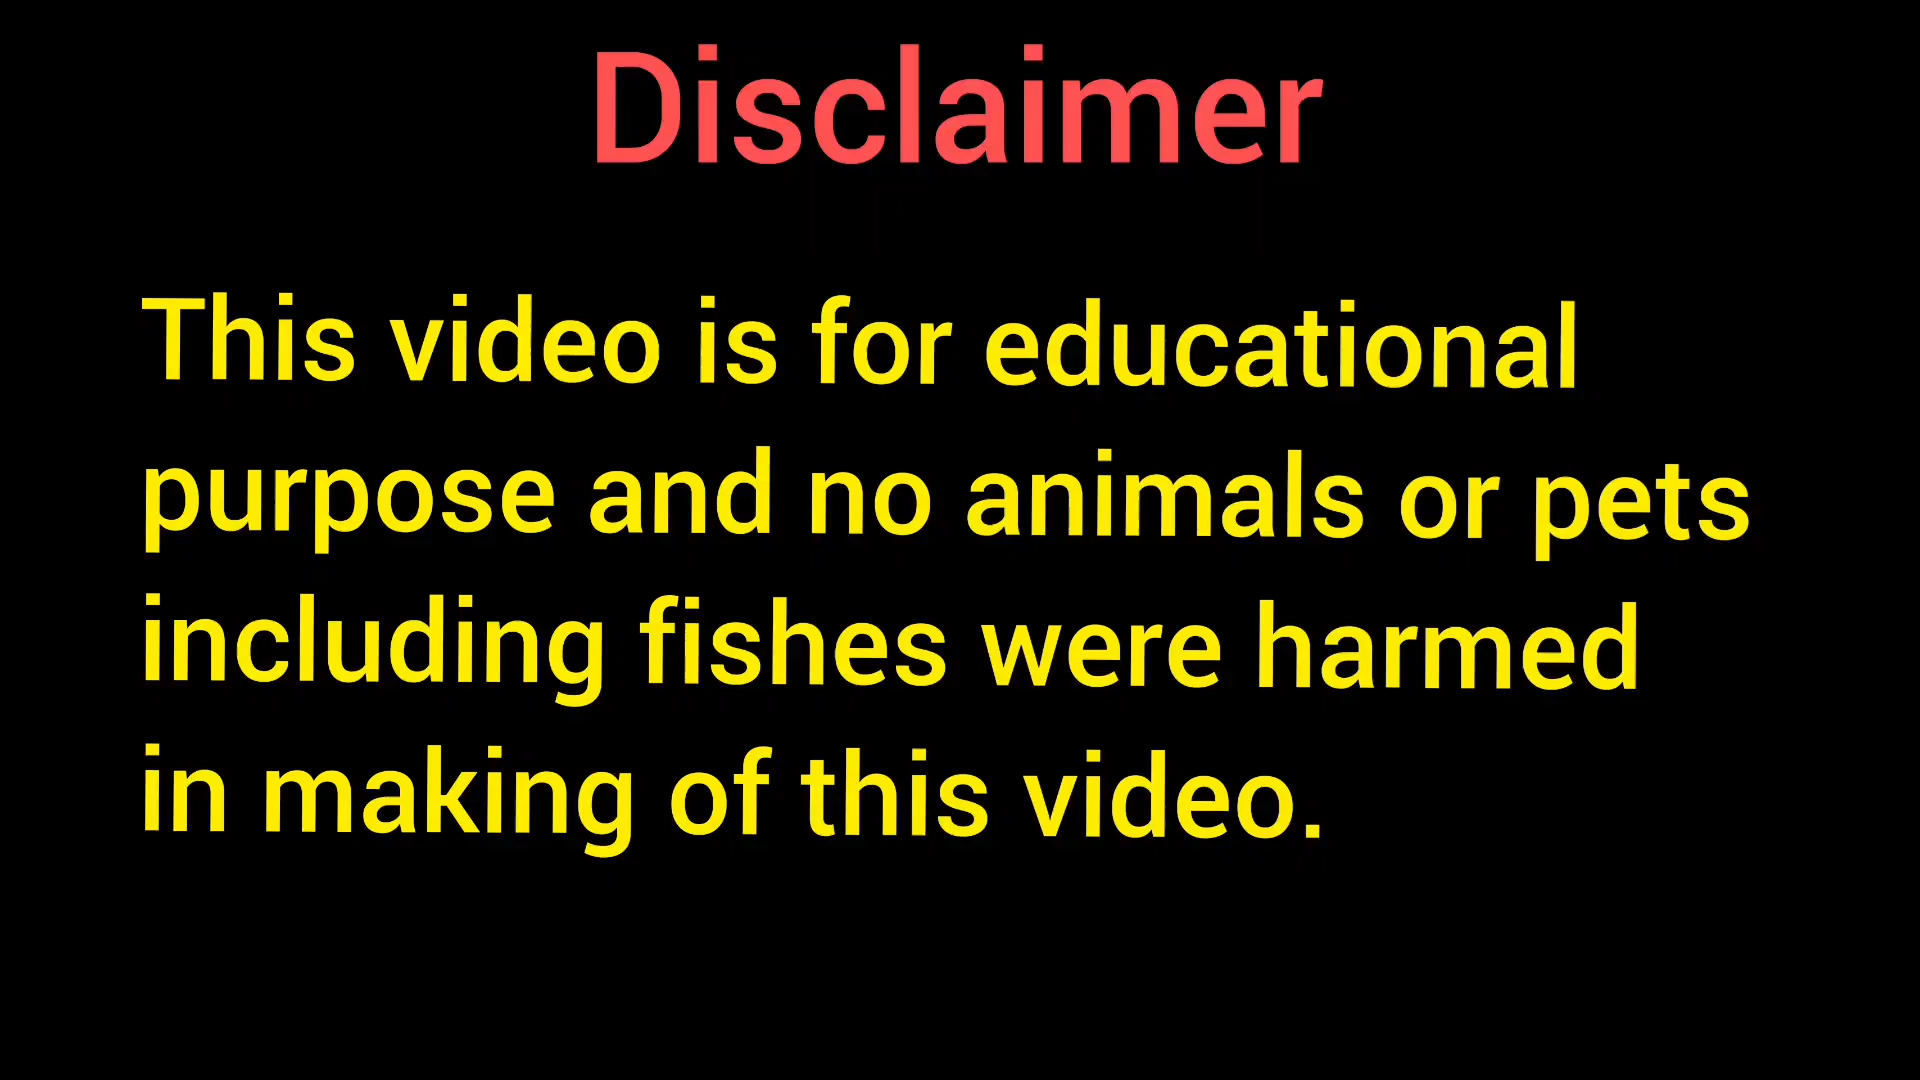 Disclaimer
This video is for educational
purpose and no animals or pets
including fishes were harmed
in making of this video.